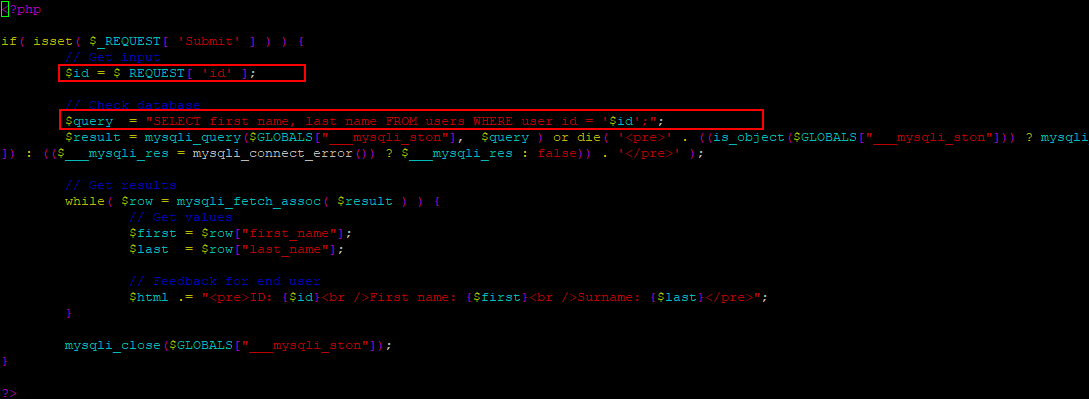 <?php
if( isset( $_REQUEST[ 'Submit' ] ) ) {
// Get input
$id = $_REQUEST[ 'id' ];
// Check database
$query  = "SELECT first_name, last_name FROM users WHERE user_id = '$id';";
$result = mysqli_query($GLOBALS["___mysqli_ston"],  $query ) or die( '<pre>' . ((is_object($GLOBALS["___mysqli_ston"])) ? mysqli
]) : (($___mysqli_res = mysqli_connect_error()) ? $___mysqli_res : false)) . '</pre>' );
// Get results
while( $row = mysqli_fetch_assoc( $result ) ) {
// Get values
$first = $row["first_name"];
$last  = $row["last_name"];
// Feedback for end user
$html .= "<pre>ID: {$id}<br />First name: {$first}<br />Surname: {$last}</pre>";
}
mysqli_close($GLOBALS["___mysqli_ston"]);
}
?>